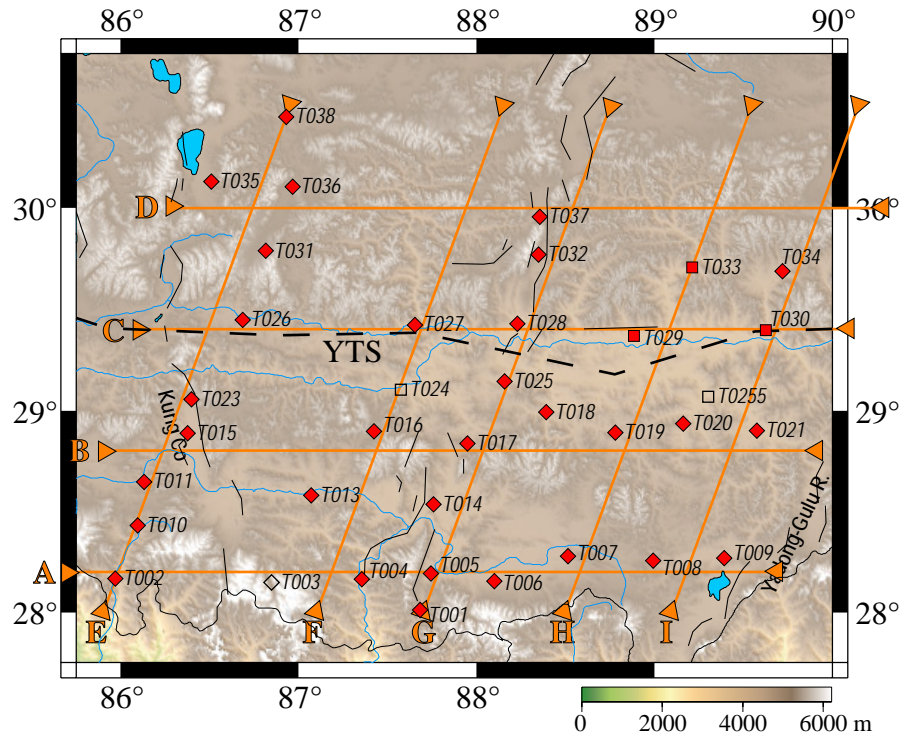 86° 87° 88° 89° 90°
T038
T035
T036
30° D 30°
T037
T031
T032
T033
T034
T026
T027
T028
T030
C
T029
YTS
T024
T025
T0255
29° 29°
Kung Co
T023
T018
T015
T016
T019
T020
T021
B
T017
T011
T013
T014
Yadong-Gulu R.
T010
T007
T009
T008
A
T002
T003
T004
T005
T006
28° 28°
T001
E F G H I
86° 87° 88° 89° 90°
0 2000 4000 6000 m